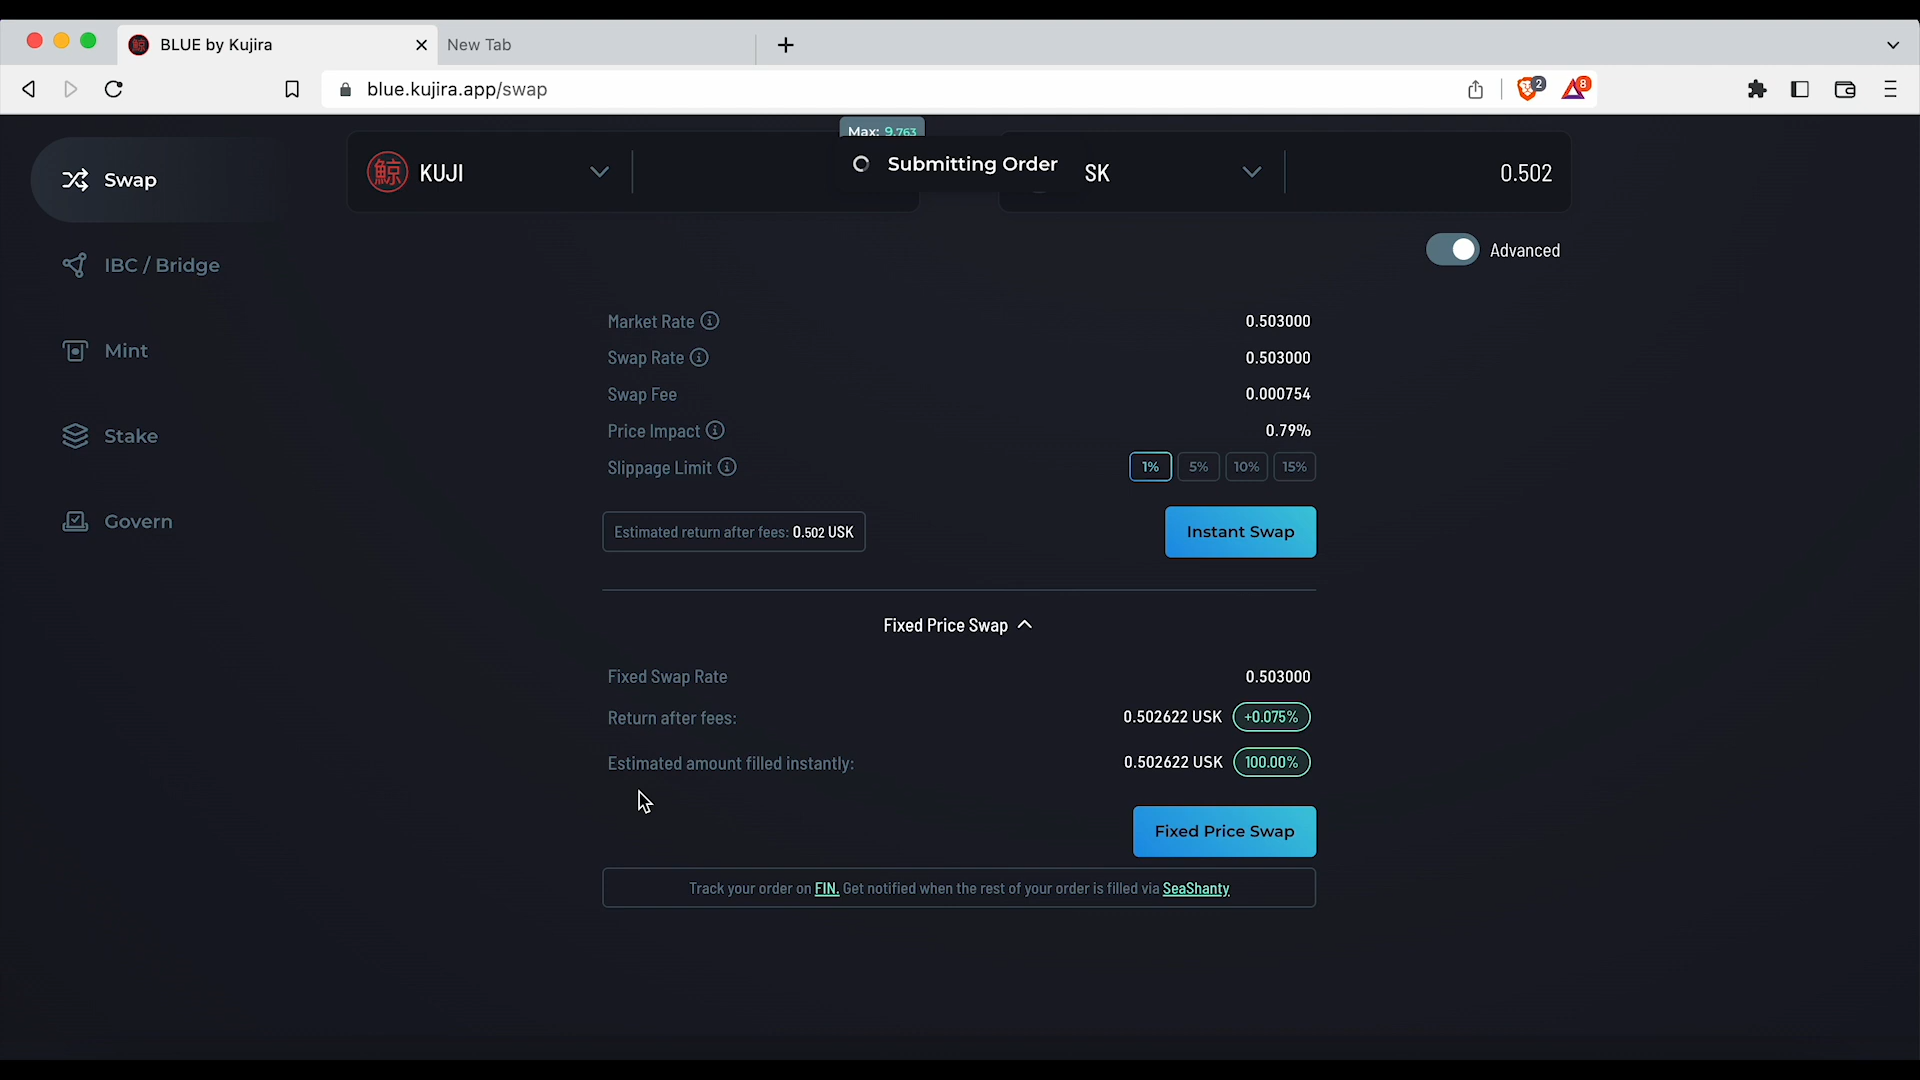 BLUE by Kujira
New Tab
blue.kujira.app/swap
2
8
Max: 9.763
Submitting Order
Swap
鯨 KUJI
SK
0.502
Advanced
IBC / Bridge
Market Rate 0.503000
Mint
Swap Rate 0.503000
Swap Fee 0.000754
Stake
Price Impact 0.79%
Slippage Limit 1% 5% 10% 15%
Govern
Estimated return after fees: 0.502 USK
Instant Swap
Fixed Price Swap
Fixed Swap Rate 0.503000
Return after fees: 0.502622 USK +0.075%
Estimated amount filled instantly: 0.502622 USK 100.00%
Fixed Price Swap
Track your order on FIN. Get notified when the rest of your order is filled via SeaShanty